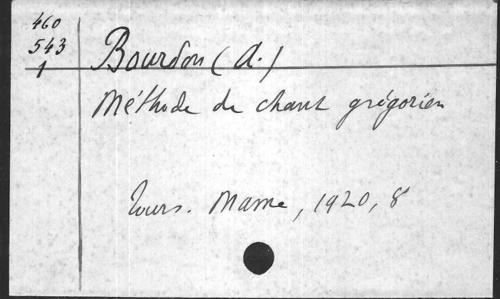 460
543
1
Bourdon (A.)
Méthode de chant grégorien
Tours. Mame, 1920, 8°